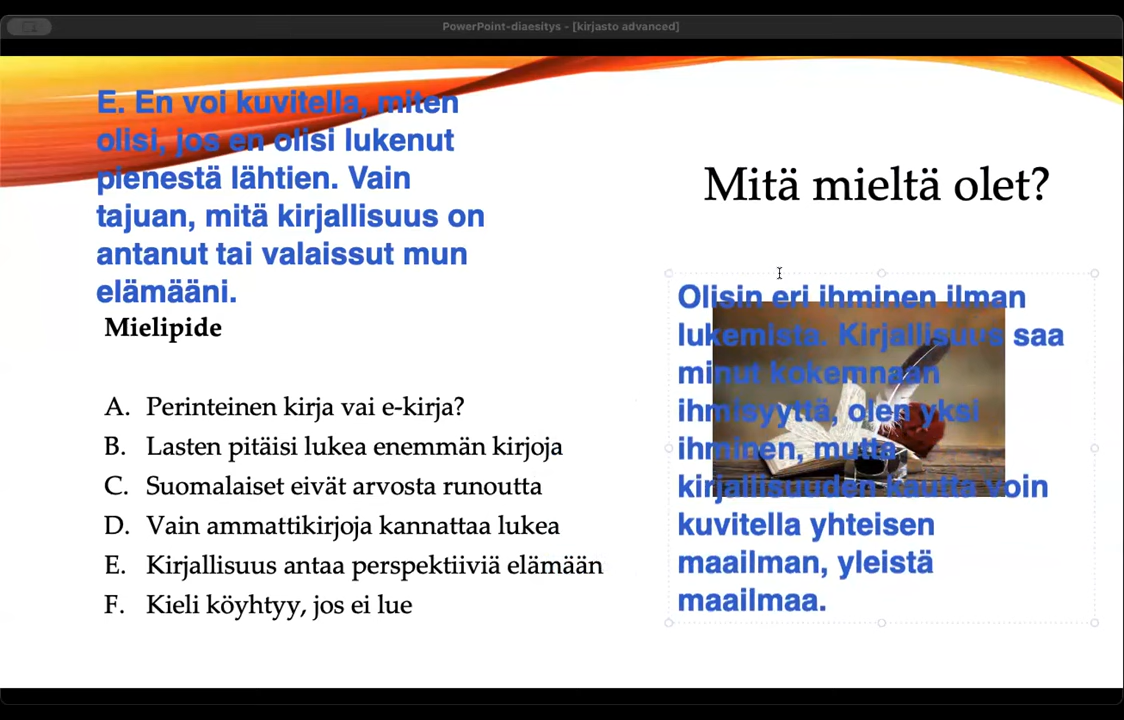 PowerPoint-diaesitys - [kirjasto advanced]
E. En voi kuvitella, miten
olisi, jos en olisi lukenut
pienestä lähtien. Vain
tajuan, mitä kirjallisuus on
antanut tai valaissut mun
elämääni.
Mielipide
A. Perinteinen kirja vai e-kirja?
B. Lasten pitäisi lukea enemmän kirjoja
C. Suomalaiset eivät arvosta runoutta
D. Vain ammattikirjoja kannattaa lukea
E. Kirjallisuus antaa perspektiiviä elämään
F. Kieli köyhtyy, jos ei lue
Mitä mieltä olet?
Olisin eri ihminen ilman
lukemista. Kirjallisuus saa
minut kokemnaan
ihmisyyttä, olen yksi
ihminen, mutta
kirjallisuuden kautta voin
kuvitella yhteisen
maailman, yleistä
maailmaa.